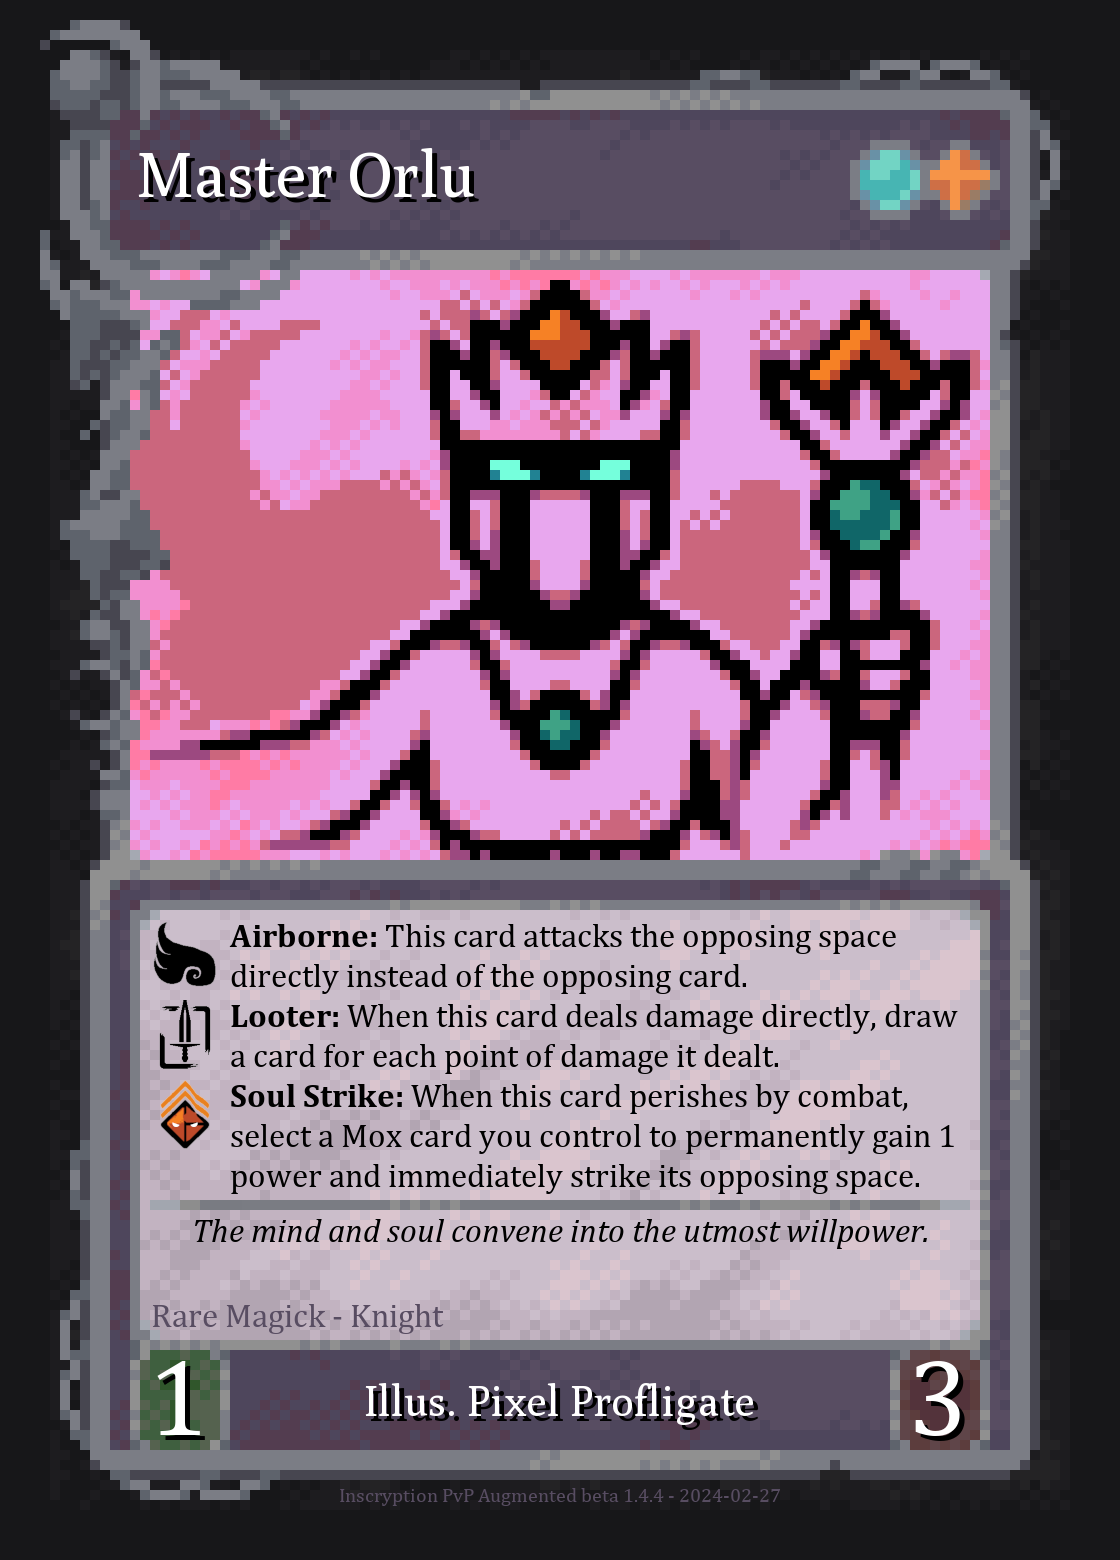 Master Orlu
Airborne: This card attacks the opposing space
directly instead of the opposing card.
Looter: When this card deals damage directly, draw
a card for each point of damage it dealt.
Soul Strike: When this card perishes by combat,
select a Mox card you control to permanently gain 1
power and immediately strike its opposing space.
The mind and soul convene into the utmost willpower.
Rare Magick - Knight
1
Illus. Pixel Profligate
3
Inscryption PvP Augmented beta 1.4.4 - 2024-02-27